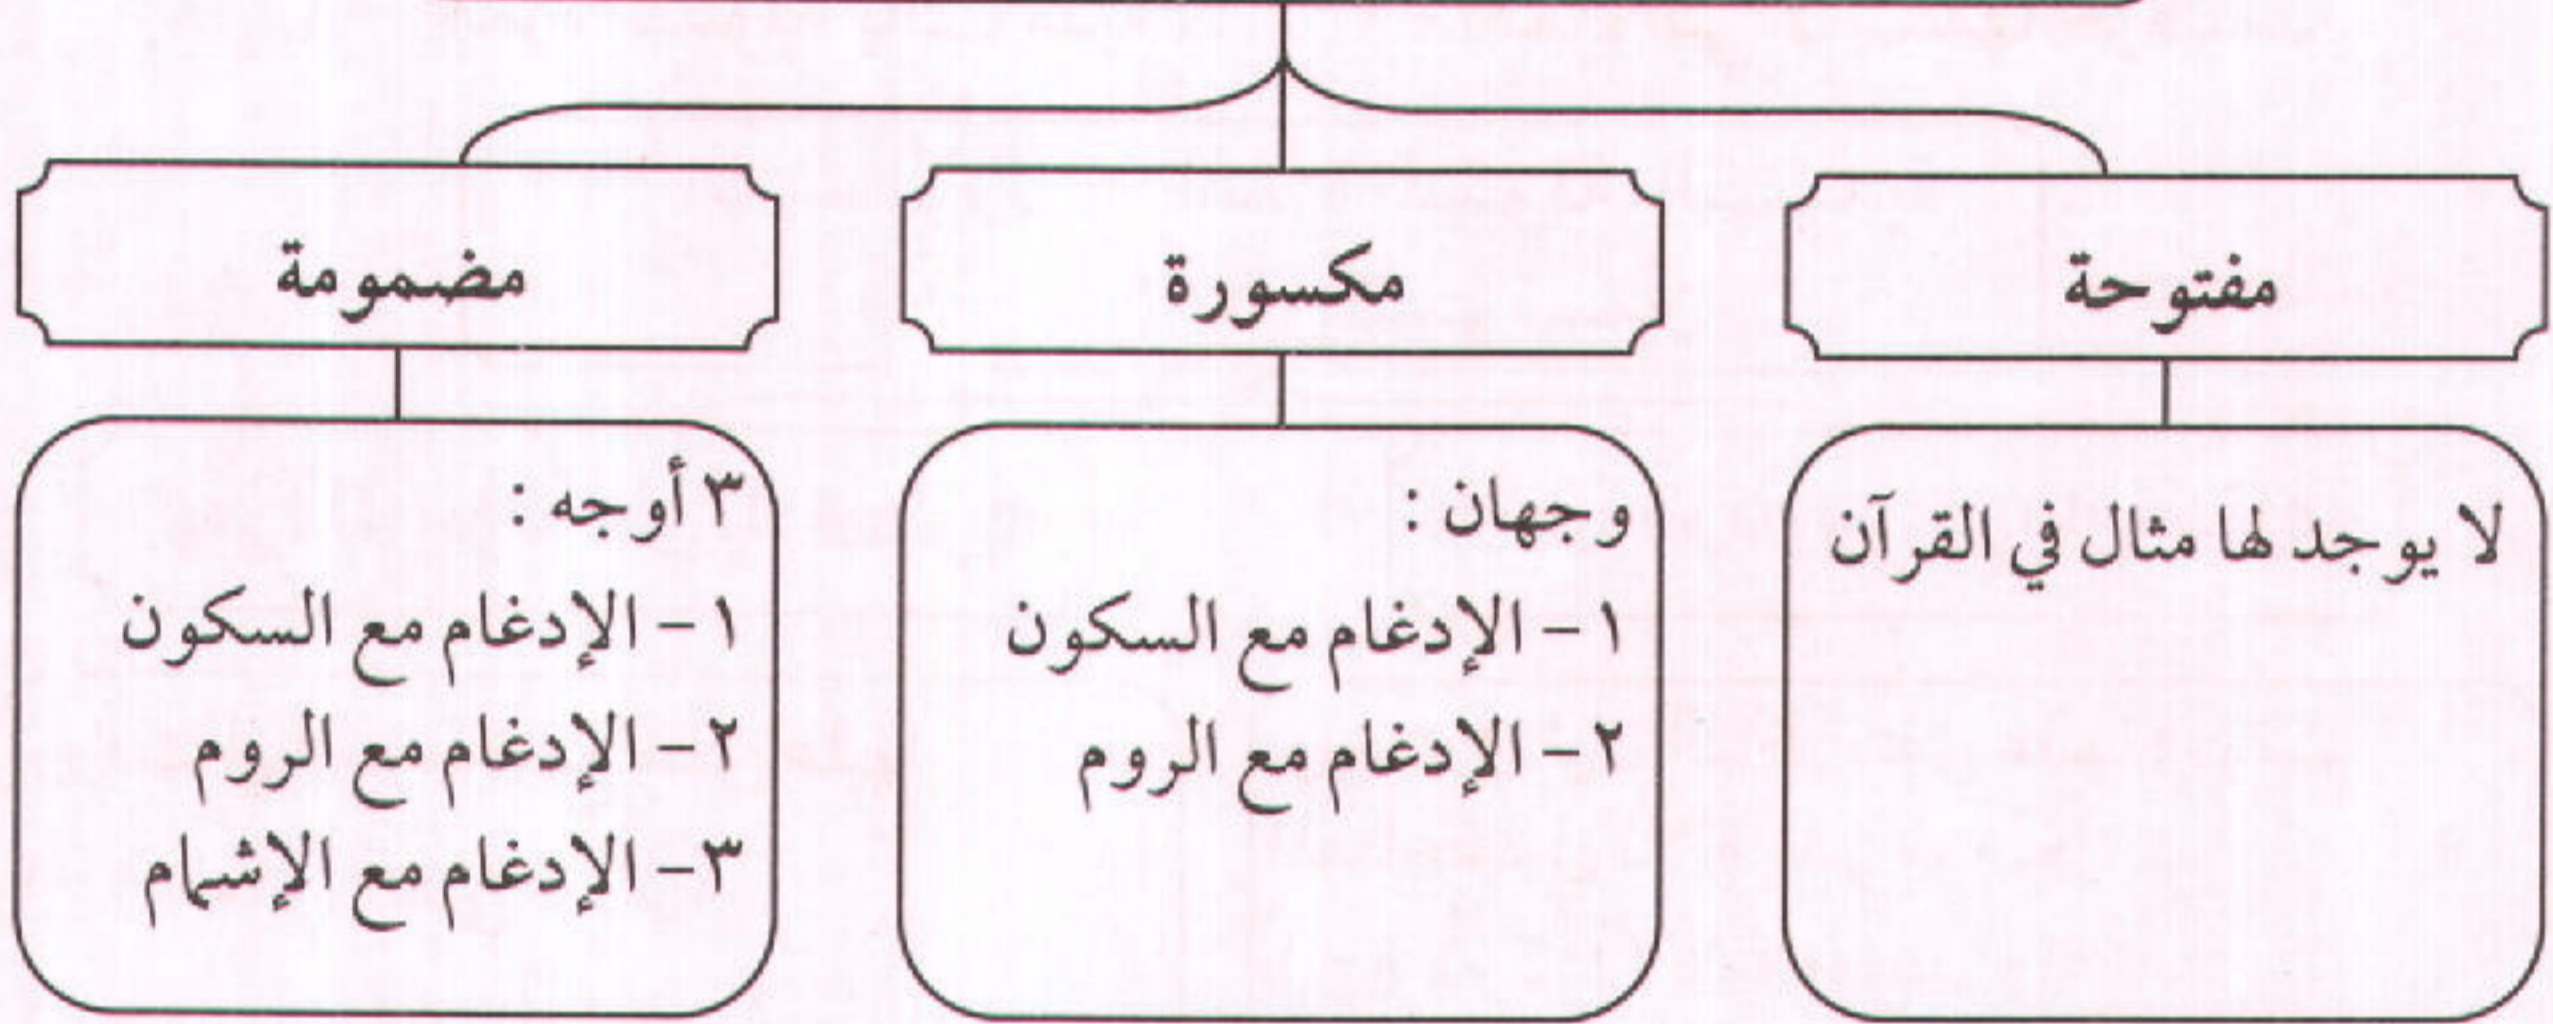 مفتوحة
لا يوجد لها مثال في القرآن
مكسورة
وجهان :
١ – الإدغام مع السكون
٢ – الإدغام مع الروم
مضمومة
٣ أوجه :
١ – الإدغام مع السكون
٢ – الإدغام مع الروم
٣ – الإدغام مع الإشمام